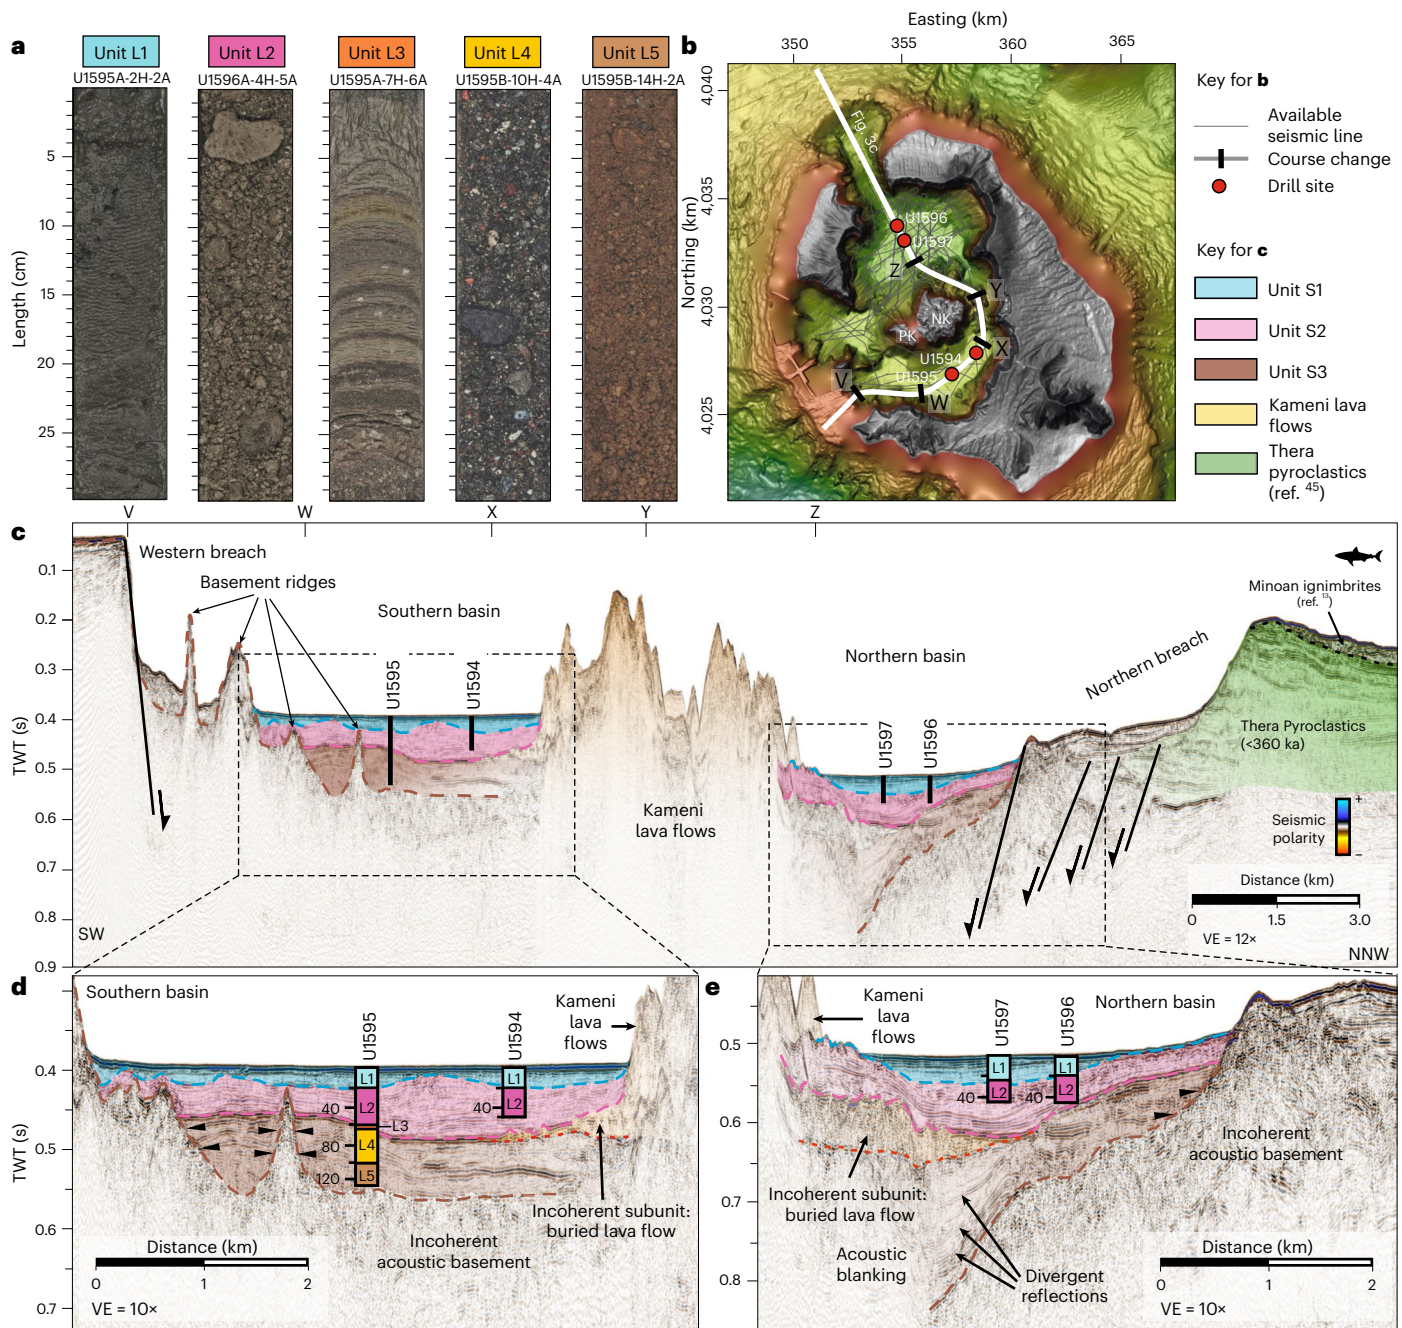 a
Unit L1
Unit L2
Unit L3
Unit L4
Unit L5
U1595A-2H-2A
U1596A-4H-5A
U1595A-7H-6A
U1595B-10H-4A
U1595B-14H-2A
Length (cm)
5
10
15
20
25
b
Easting (km)
350
355
360
365
Northing (km)
4,040
4,035
4,030
4,025
Fig. 3c
U1596
U1597
Z
Y
NK
PK
X
U1594
U1595
V
W
Key for b
Available
seismic line
Course change
Drill site
Key for c
Unit S1
Unit S2
Unit S3
Kameni lava
flows
Thera
pyroclastics
(ref. 45)
c
V
W
X
Y
Z
TWT (s)
0.1
0.2
0.3
0.4
0.5
0.6
0.7
0.8
0.9
Western breach
Basement ridges
Southern basin
U1595
U1594
Kameni
lava flows
Northern basin
U1597
U1596
Northern breach
Minoan ignimbrites
(ref. 13)
Thera Pyroclastics
(<360 ka)
Seismic
polarity
+
−
Distance (km)
0
1.5
3.0
VE = 12×
SW
NNW
d
Southern basin
TWT (s)
0.4
0.5
0.6
0.7
U1595
U1594
Kameni
lava
flows
L1
L2
L3
L4
L5
40
80
120
L1
L2
40
Incoherent subunit:
buried lava flow
Incoherent
acoustic basement
Distance (km)
0
1
2
VE = 10×
e
Kameni
lava
flows
U1597
U1596
Northern basin
0.5
0.6
0.7
0.8
L1
L2
40
L1
L2
40
Incoherent
acoustic basement
Incoherent subunit:
buried lava flow
Acoustic
blanking
Divergent
reflections
Distance (km)
0
1
2
VE = 10×